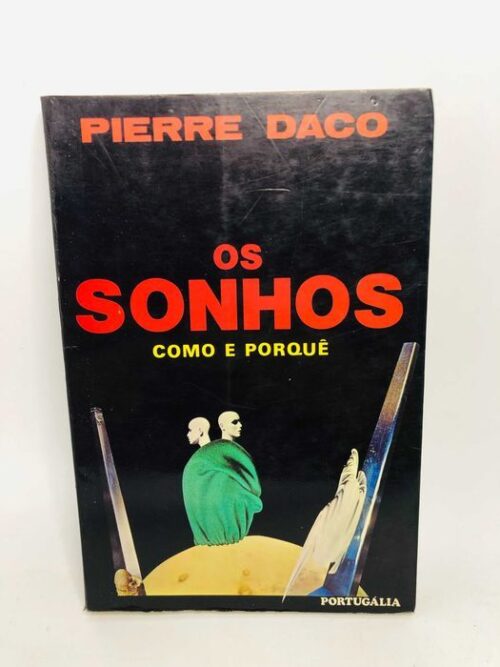 PIERRE DACO
OS
SONHOS
COMO E PORQUÊ
PORTUGÁLIA